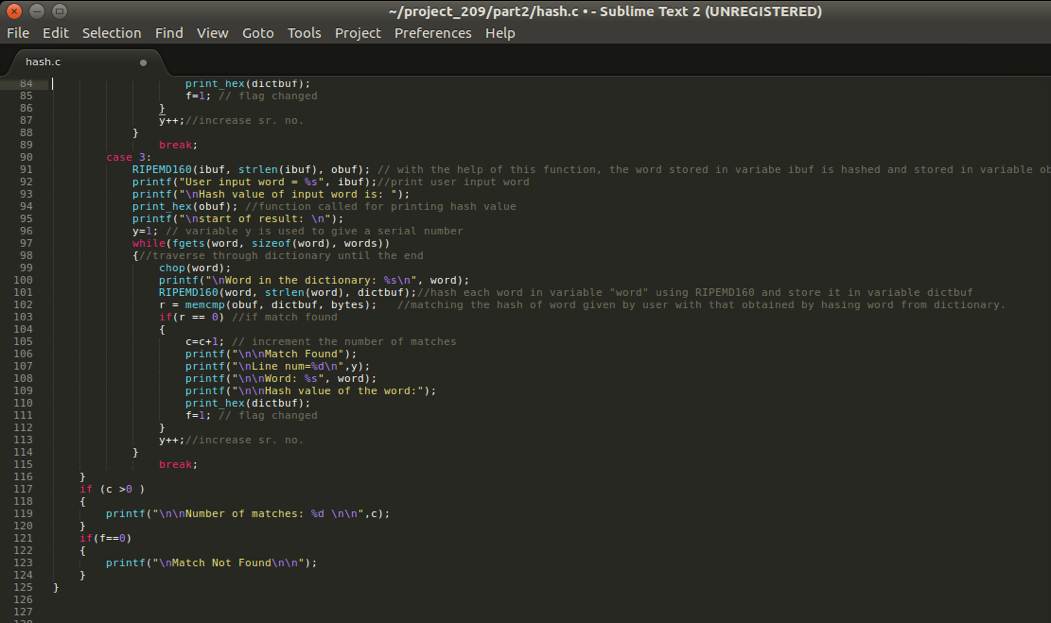 ~/project_209/part2/hash.c • - Sublime Text 2 (UNREGISTERED)
File Edit Selection Find View Goto Tools Project Preferences Help
hash.c
84 print_hex(dictbuf);
85 f=1; // flag changed
86 }
87 y++;//increase sr. no.
88 }
89 break;
90 case 3:
91 RIPEMD160(ibuf, strlen(ibuf), obuf); // with the help of this function, the word stored in variabe ibuf is hashed and stored in variable ob
92 printf("User input word = %s", ibuf);//print user input word
93 printf("\nHash value of input word is: ");
94 print_hex(obuf); //function called for printing hash value
95 printf("\nstart of result: \n");
96 y=1; // variable y is used to give a serial number
97 while(fgets(word, sizeof(word), words))
98 {//traverse through dictionary until the end
99 chop(word);
100 printf("\nWord in the dictionary: %s\n", word);
101 RIPEMD160(word, strlen(word), dictbuf);//hash each word in variable "word" using RIPEMD160 and store it in variable dictbuf
102 r = memcmp(obuf, dictbuf, bytes); //matching the hash of word given by user with that obtained by hasing word from dictionary.
103 if(r == 0) //if match found
104 {
105 c=c+1; // increment the number of matches
106 printf("\n\nMatch Found");
107 printf("\nLine num=%d\n",y);
108 printf("\n\nWord: %s", word);
109 printf("\n\nHash value of the word:");
110 print_hex(dictbuf);
111 f=1; // flag changed
112 }
113 y++;//increase sr. no.
114 }
115 break;
116 }
117 if (c >0 )
118 {
119 printf("\n\nNumber of matches: %d \n\n",c);
120 }
121 if(f==0)
122 {
123 printf("\nMatch Not Found\n\n");
124 }
125 }
126
127
128